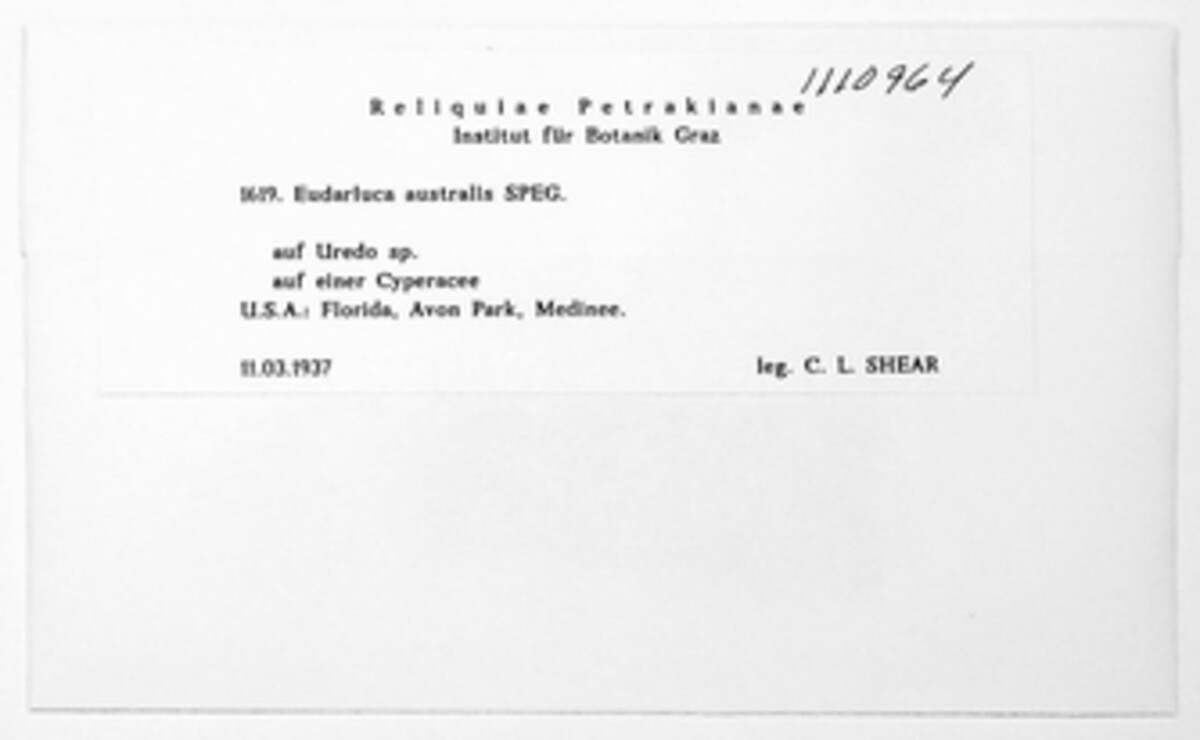 1110964
Reliquiae Petrakianae
Institut für Botanik Graz
1619. Eudarluca australis SPEG.
auf Uredo sp.
auf einer Cyperacee
U.S.A.: Florida, Avon Park, Medinee.
11.03.1937 leg. C. L. SHEAR